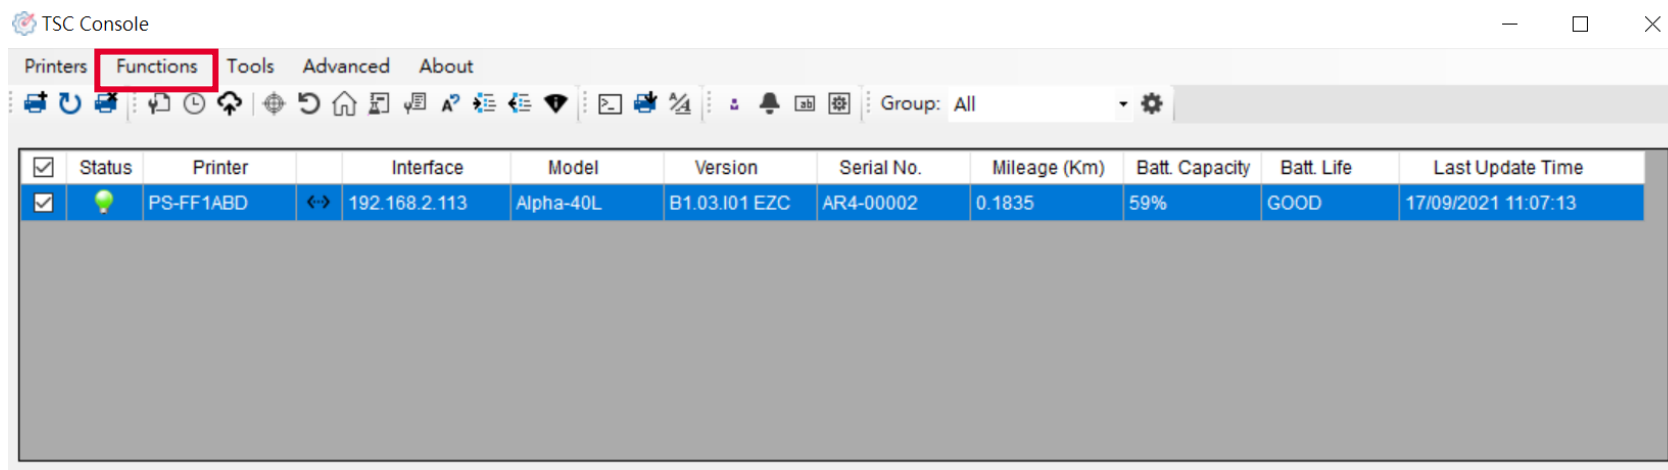 TSC Console
Printers Functions Tools Advanced About
Group: All
Status Printer Interface Model Version Serial No. Mileage (Km) Batt. Capacity Batt. Life Last Update Time
PS-FF1ABD 192.168.2.113 Alpha-40L B1.03.I01 EZC AR4-00002 0.1835 59% GOOD 17/09/2021 11:07:13